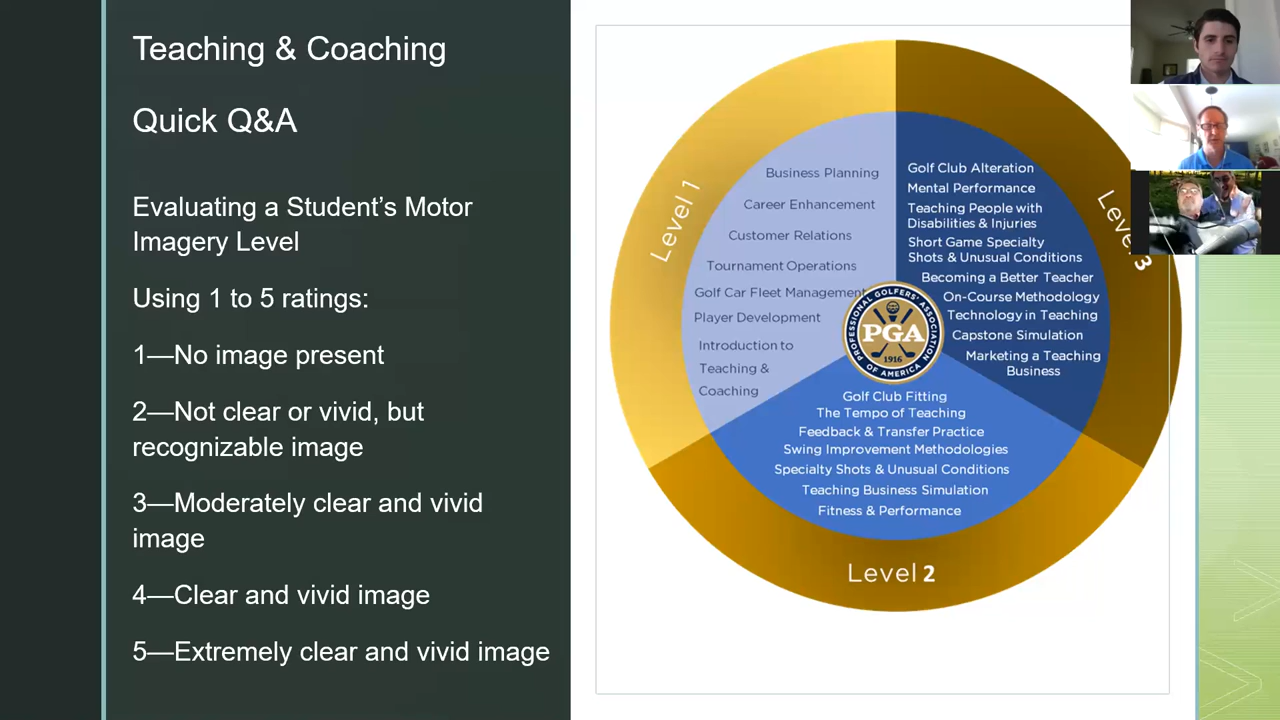 Teaching & Coaching
Quick Q&A
Evaluating a Student’s Motor
Imagery Level
Using 1 to 5 ratings:
1—No image present
2—Not clear or vivid, but
recognizable image
3—Moderately clear and vivid
image
4—Clear and vivid image
5—Extremely clear and vivid image
Level 1
Business Planning
Career Enhancement
Customer Relations
Tournament Operations
Golf Car Fleet Management
Player Development
Introduction to
Teaching &
Coaching
Level 3
Golf Club Alteration
Mental Performance
Teaching People with
Disabilities & Injuries
Short Game Specialty
Shots & Unusual Conditions
Becoming a Better Teacher
On-Course Methodology
Technology in Teaching
Capstone Simulation
Marketing a Teaching
Business
PROFESSIONAL GOLFERS' ASSOCIATION
PGA
1916
OF AMERICA
Golf Club Fitting
The Tempo of Teaching
Feedback & Transfer Practice
Swing Improvement Methodologies
Specialty Shots & Unusual Conditions
Teaching Business Simulation
Fitness & Performance
Level 2